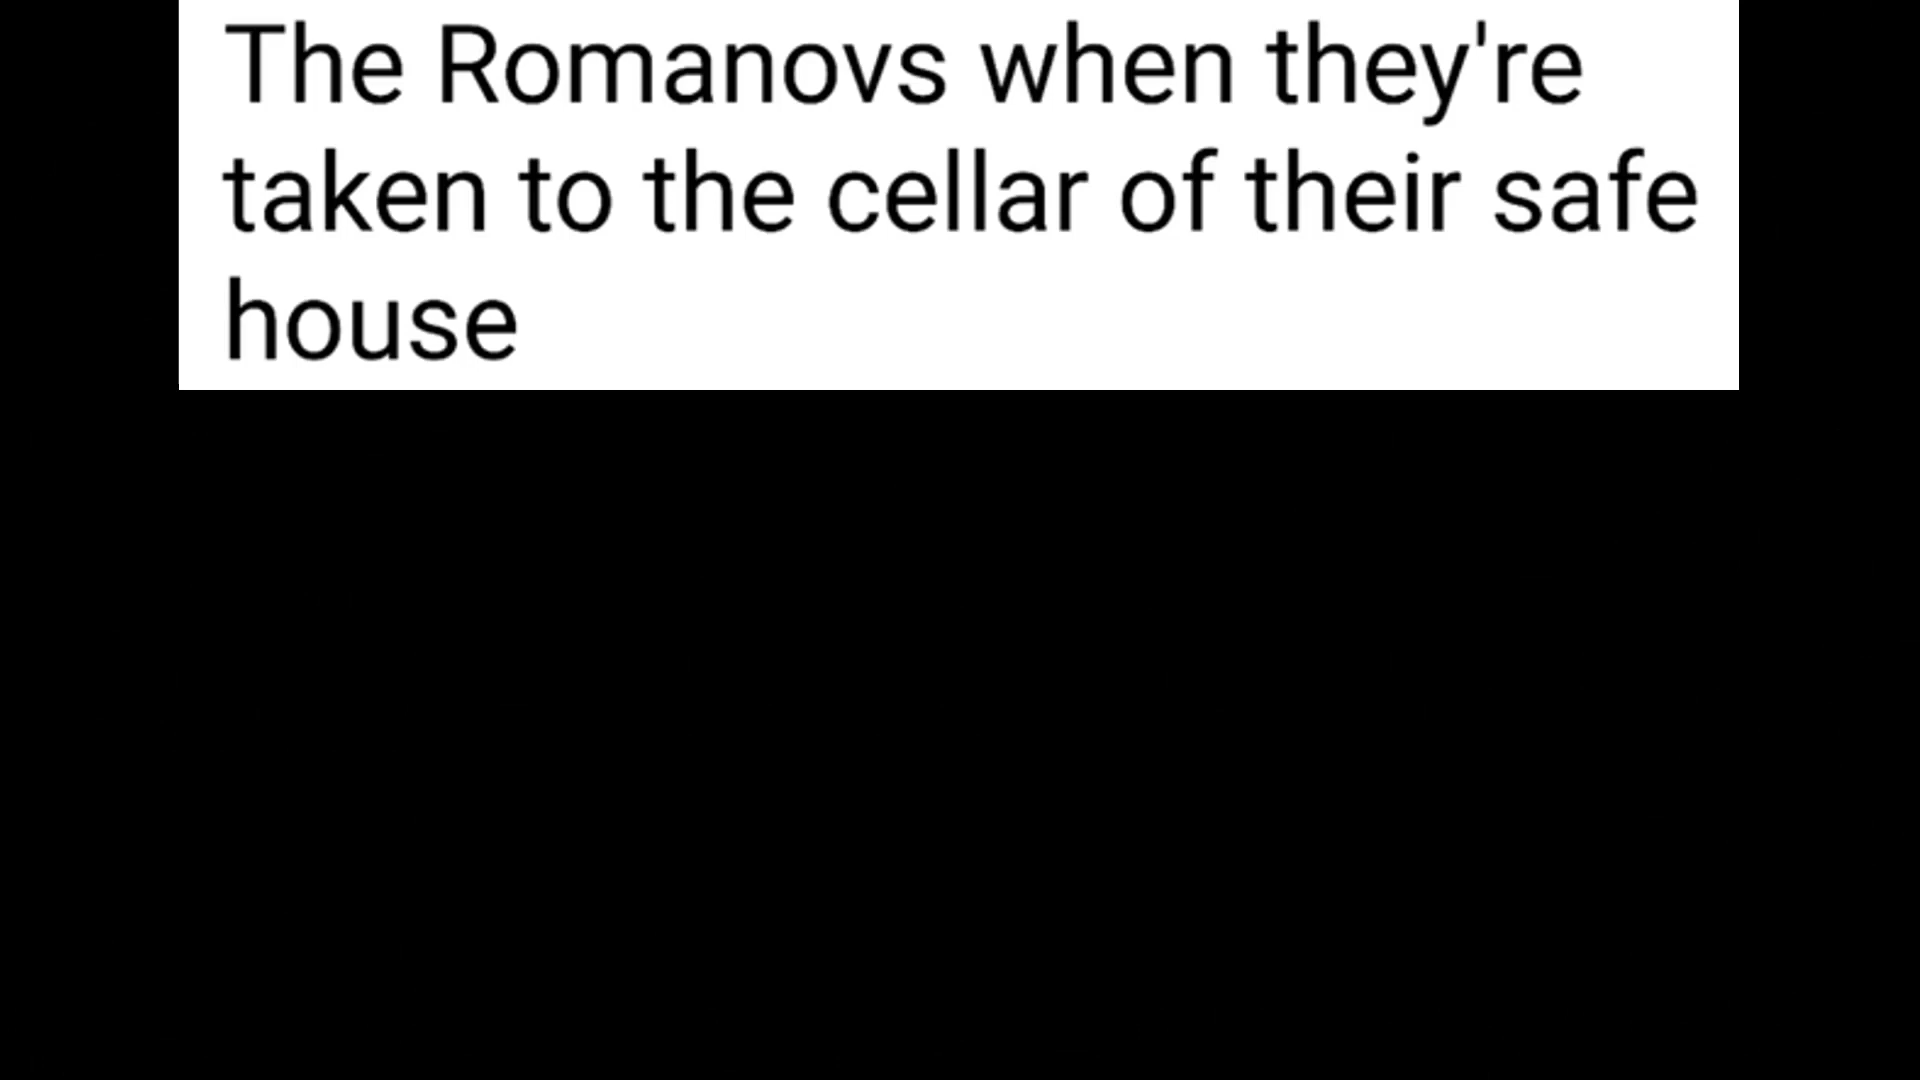 The Romanovs when they're
taken to the cellar of their safe
house